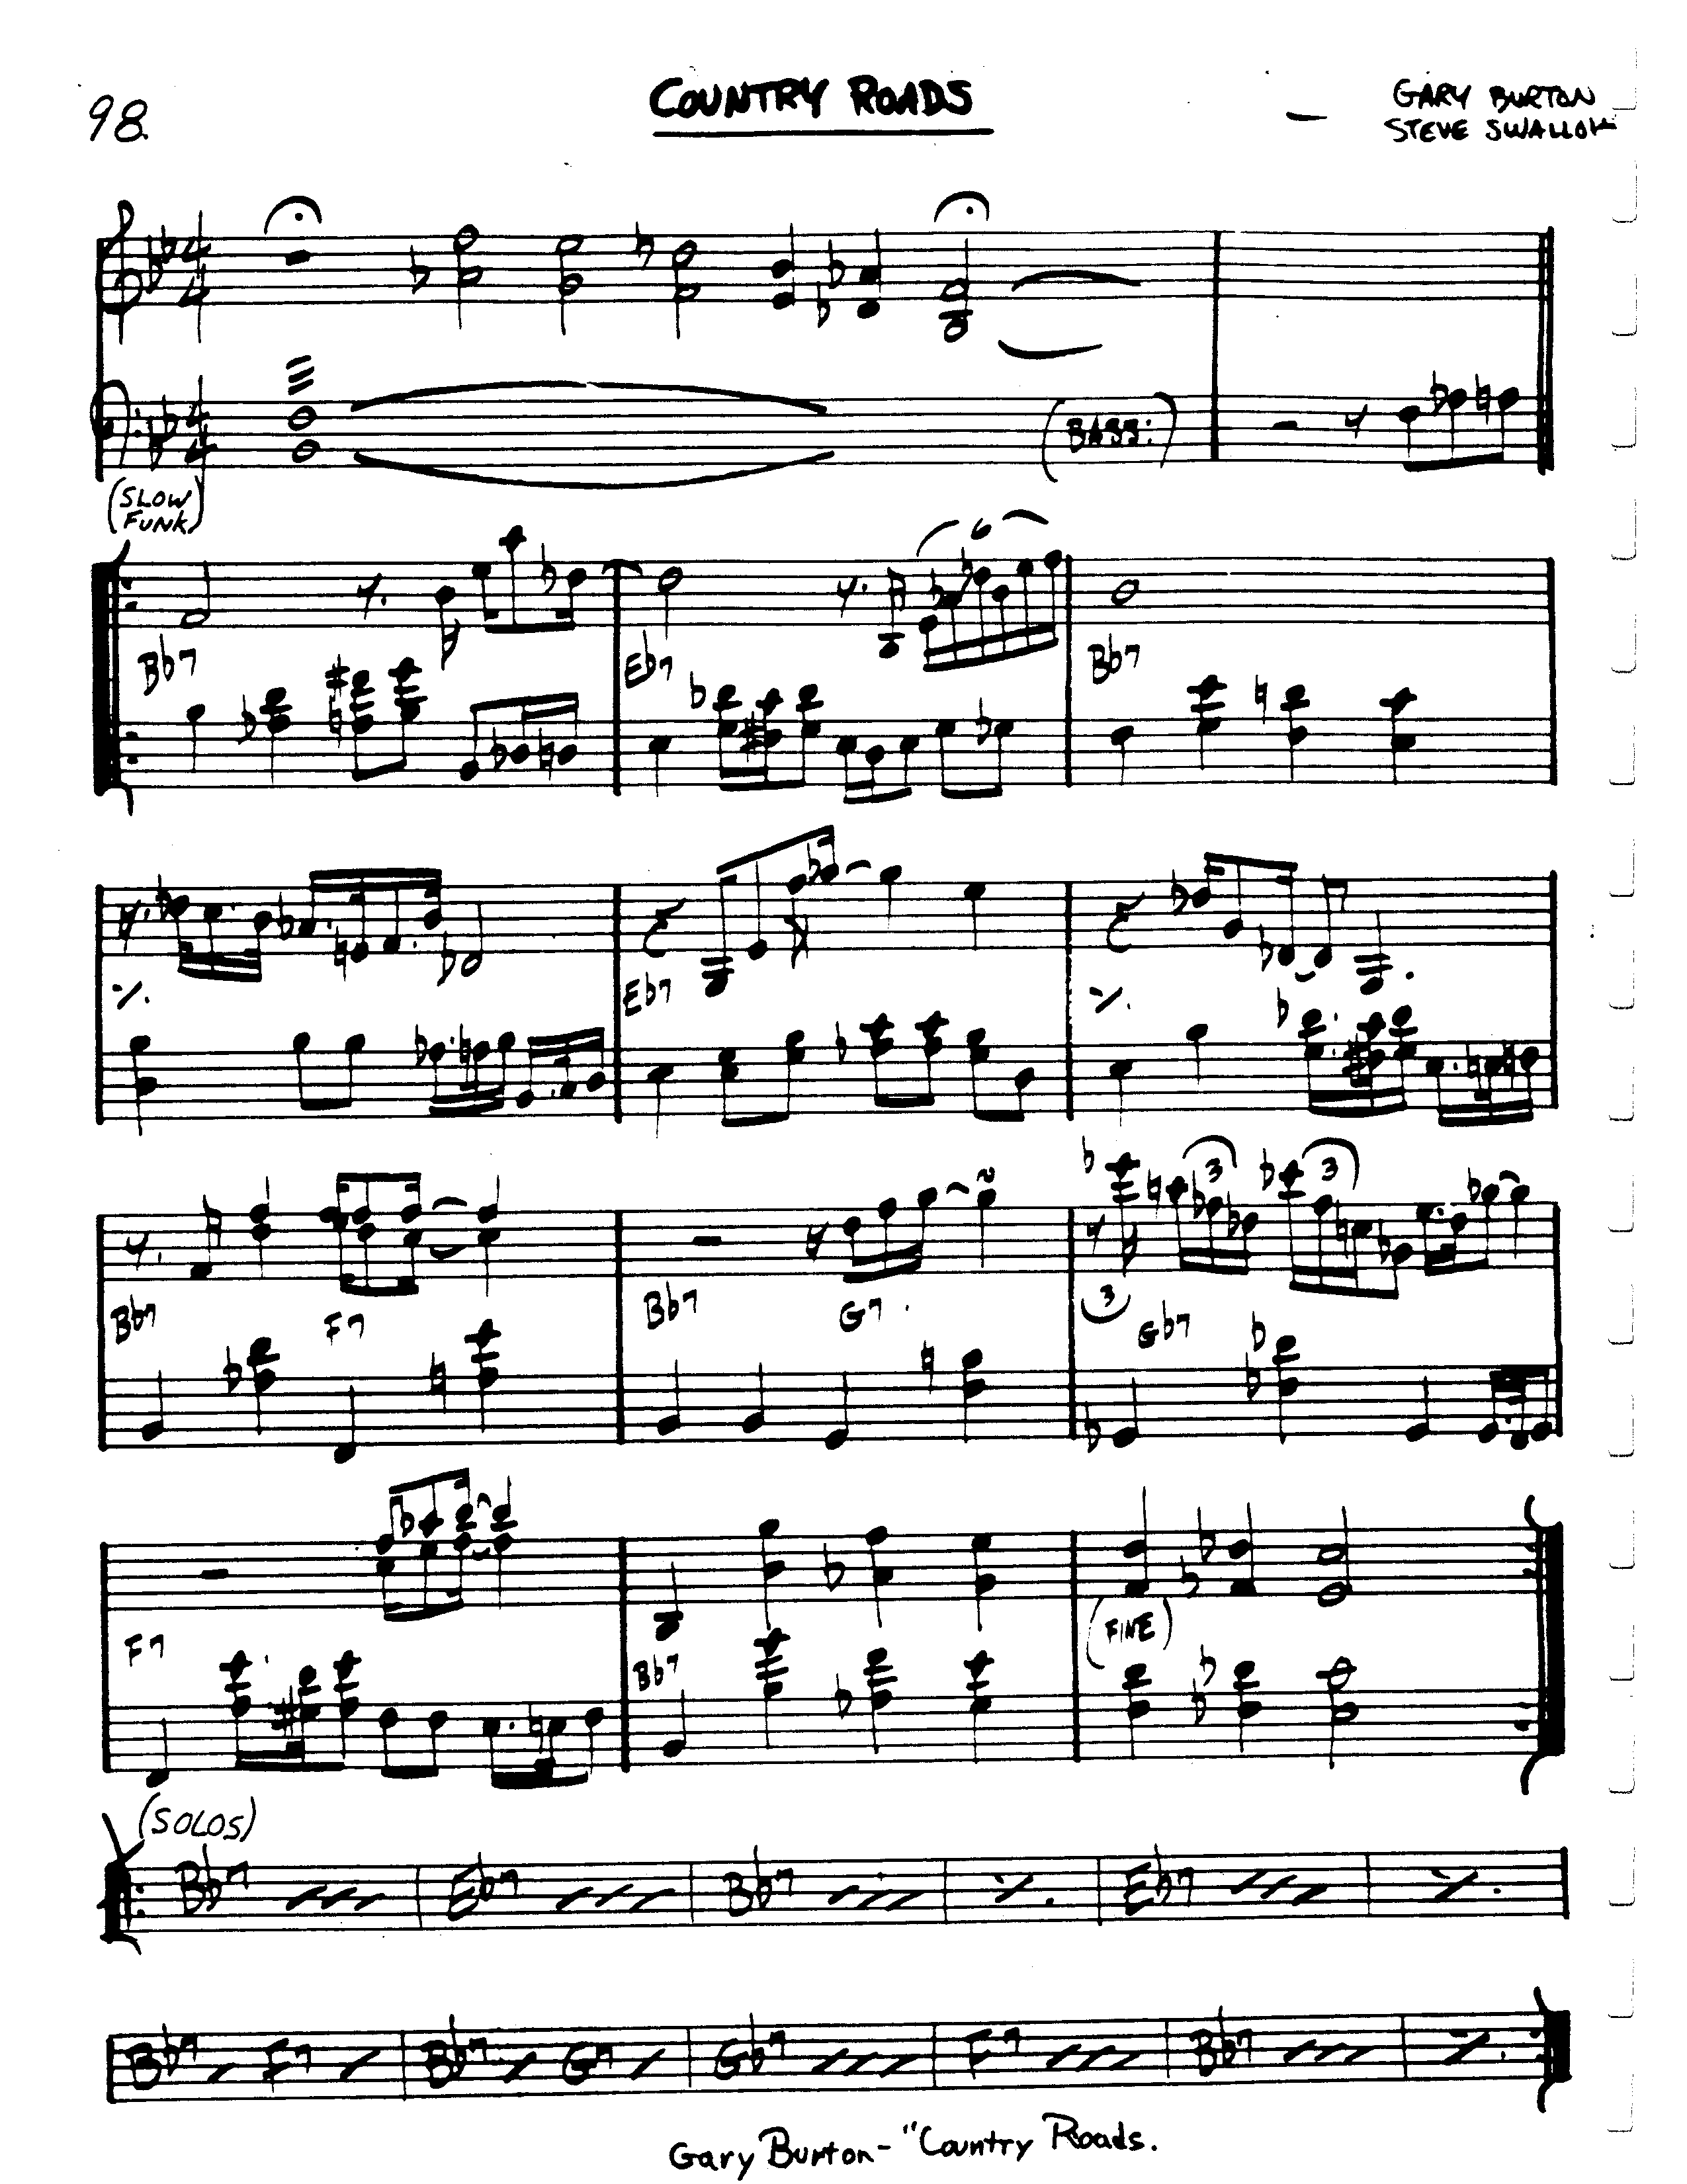 98.
COUNTRY ROADS
GARY BURTON
STEVE SWALLOW
(BASS:)
(SLOW FUNK)
6
Bb7 Eb7 Bb7
Eb7
3 3
3
Bb7 F7 Bb7 G7 Gb7
F7 Bb7 (FINE)
(SOLOS)
Bb7 Eb7 Bb7 Eb7
Bb7 F7 Bb7 G7 Gb7 F7 Bb7
Gary Burton- "Country Roads.